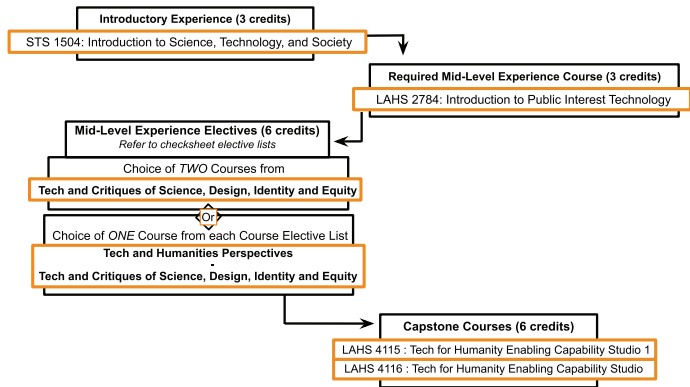 Introductory Experience (3 credits)
STS 1504: Introduction to Science, Technology, and Society
Required Mid-Level Experience Course (3 credits)
LAHS 2784: Introduction to Public Interest Technology
Mid-Level Experience Electives (6 credits)
Refer to checksheet elective lists
Choice of TWO Courses from
Tech and Critiques of Science, Design, Identity and Equity
Or
Choice of ONE Course from each Course Elective List
Tech and Humanities Perspectives
-
Tech and Critiques of Science, Design, Identity and Equity
Capstone Courses (6 credits)
LAHS 4115 : Tech for Humanity Enabling Capability Studio 1
LAHS 4116 : Tech for Humanity Enabling Capability Studio